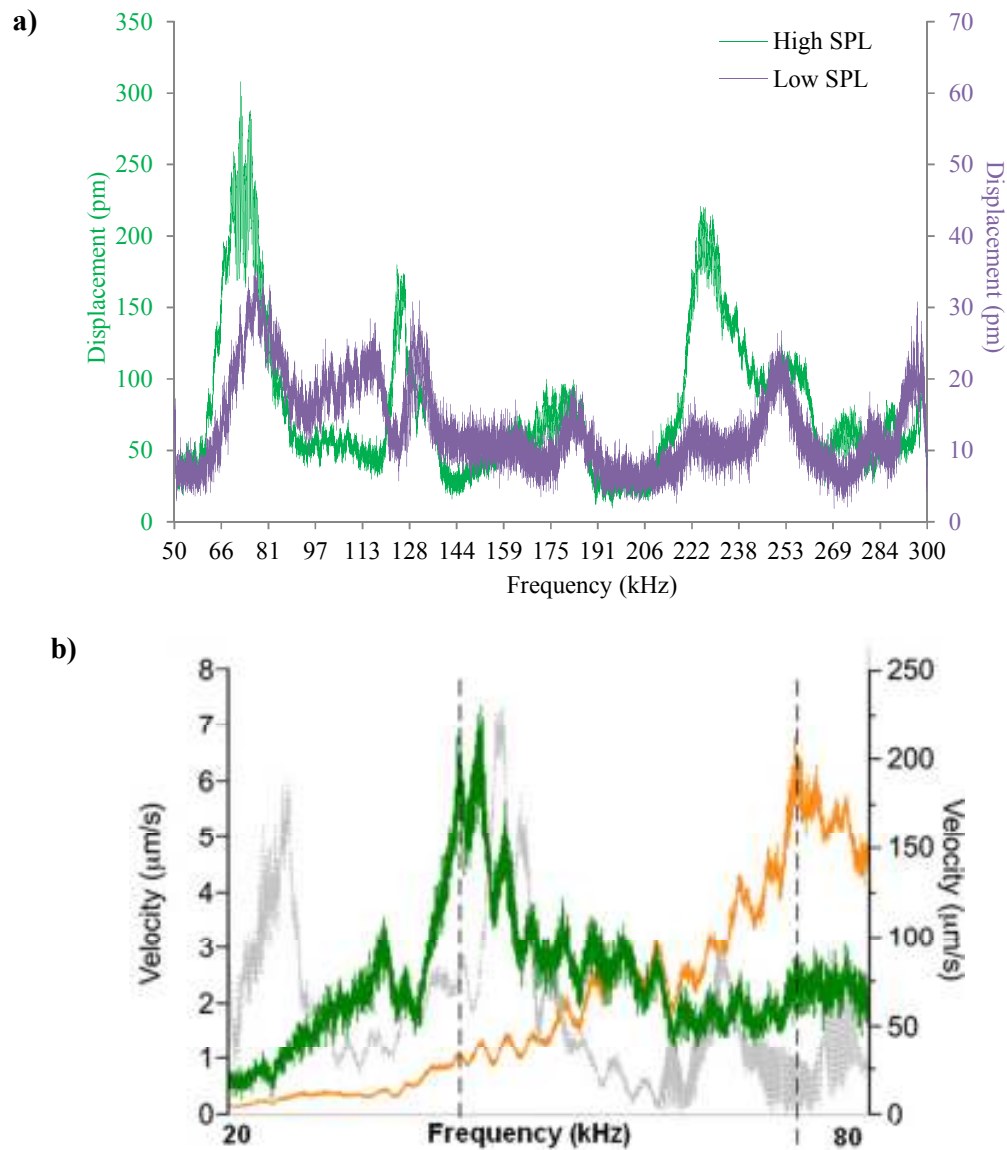 a)
350
300
250
200
150
100
50
0
Displacement (pm)
70
60
50
40
30
20
10
0
Displacement (pm)
High SPL
Low SPL
50 66 81 97 113 128 144 159 175 191 206 222 238 253 269 284 300
Frequency (kHz)
b)
8
7
6
5
4
3
2
1
0
Velocity (µm/s)
250
200
150
100
50
0
Velocity (µm/s)
20 Frequency (kHz) 80